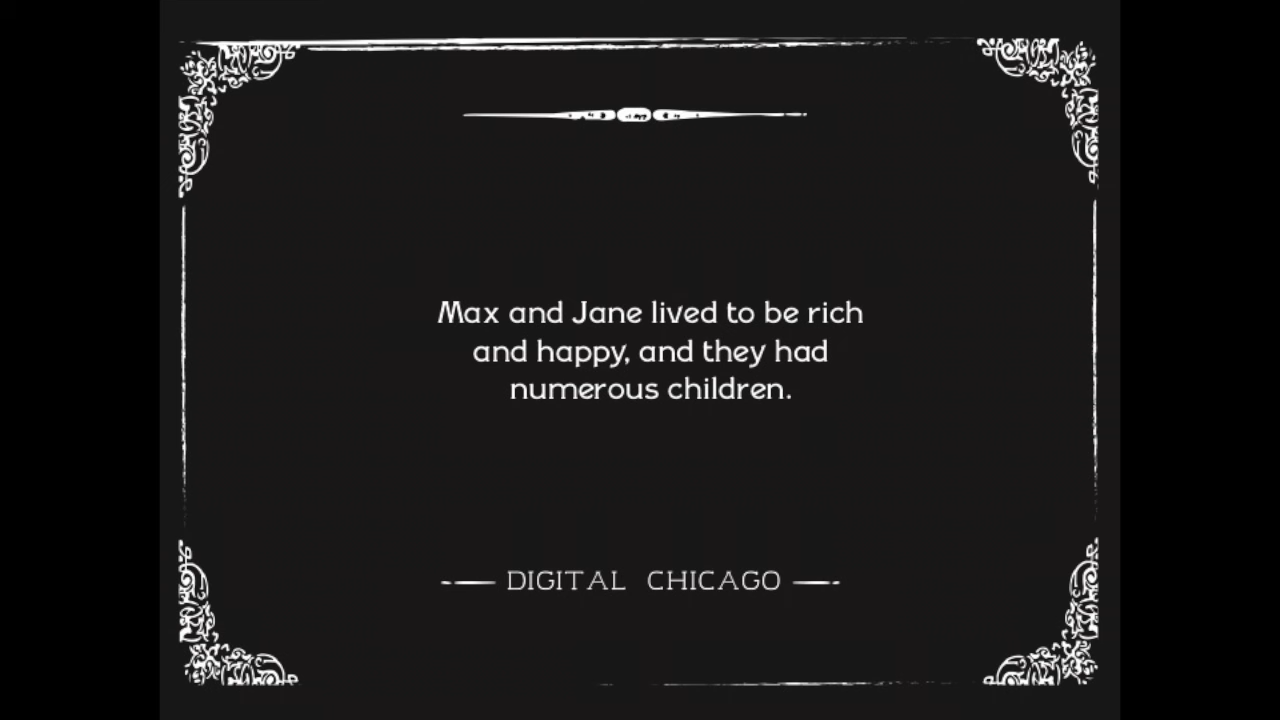 Max and Jane lived to be rich
and happy, and they had
numerous children.
DIGITAL CHICAGO